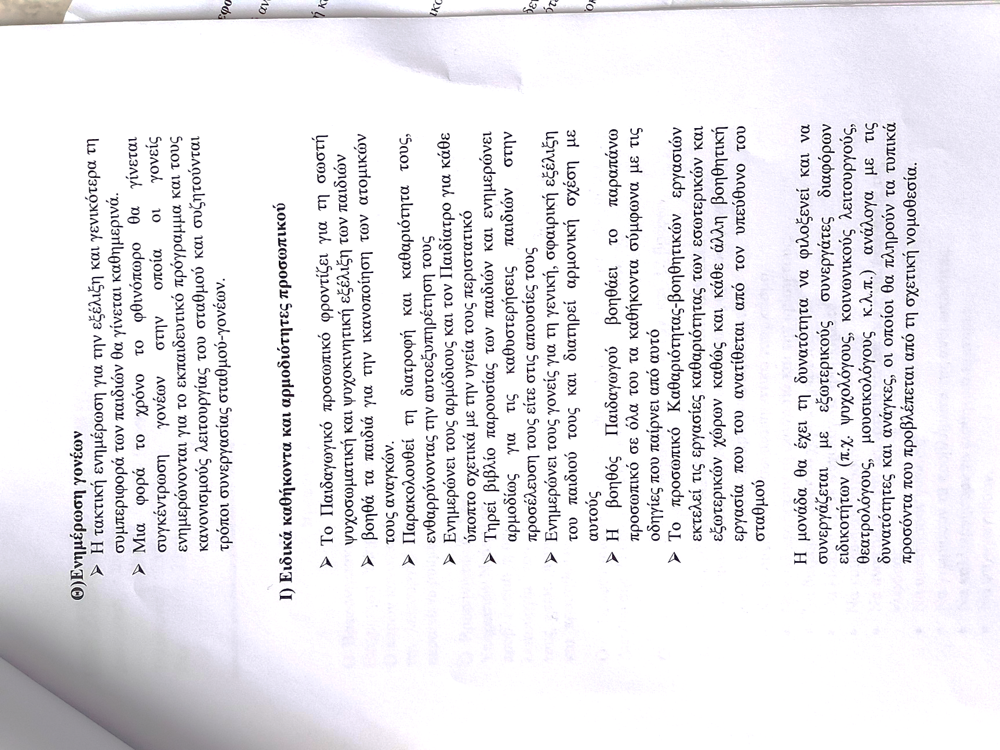 Θ)Ενημέρωση γονέων
➢ Η τακτική ενημέρωση για την εξέλιξη και γενικότερα τη
συμπεριφορά των παιδιών θα γίνεται καθημερινά.
➢ Μια φορά το χρόνο το φθινόπωρο θα γίνεται
συγκέντρωση γονέων στην οποία οι γονείς
ενημερώνονται για το εκπαιδευτικό πρόγραμμα και τους
κανονισμούς λειτουργίας του σταθμού και συζητούνται
τρόποι συνεργασίας σταθμού-γονέων.
Ι) Ειδικά καθήκοντα και αρμοδιότητες προσωπικού
➢ Το Παιδαγωγικό προσωπικό φροντίζει για τη σωστή
ψυχοσωματική και ψυχοκινητική εξέλιξη των παιδιών
➢ βοηθά τα παιδιά για την ικανοποίηση των ατομικών
τους αναγκών.
➢ Παρακολουθεί τη διατροφή και καθαριότητα τους,
ενθαρρύνοντας την αυτοεξυπηρέτηση τους
➢ Ενημερώνει τους αρμόδιους και τον Παιδίατρο για κάθε
ύποπτο σχετικά με την υγεία τους περιστατικό
➢ Τηρεί βιβλίο παρουσίας των παιδιών και ενημερώνει
αρμοδίως για τις καθυστερήσεις παιδιών στην
προσέλευση τους είτε στις απουσίες τους
➢ Ενημερώνει τους γονείς για τη γενική, σφαιρική εξέλιξη
του παιδιού τους και διατηρεί αρμονική σχέση με
αυτούς
➢ Η βοηθός Παιδαγωγού βοηθάει το παραπάνω
προσωπικό σε όλα του τα καθήκοντα σύμφωνα με τις
οδηγίες που παίρνει από αυτό
➢ Το προσωπικό Καθαριότητας-βοηθητικών εργασιών
εκτελεί τις εργασίες καθαριότητας των εσωτερικών και
εξωτερικών χώρων καθώς και κάθε άλλη βοηθητική
εργασία που του ανατίθεται από τον υπεύθυνο του
σταθμού
Η μονάδα θα έχει τη δυνατότητα να φιλοξενεί και να
συνεργάζεται με εξωτερικούς συνεργάτες διαφόρων
ειδικοτήτων (π.χ. ψυχολόγους, κοινωνικούς λειτουργούς,
θεατρολόγους, μουσικολόγους κ.λ.π.) ανάλογα με τις
δυνατότητες και ανάγκες, οι οποίοι θα πληρούν τα τυπικά
προσόντα που προβλέπεται από τη σχετική νομοθεσία.